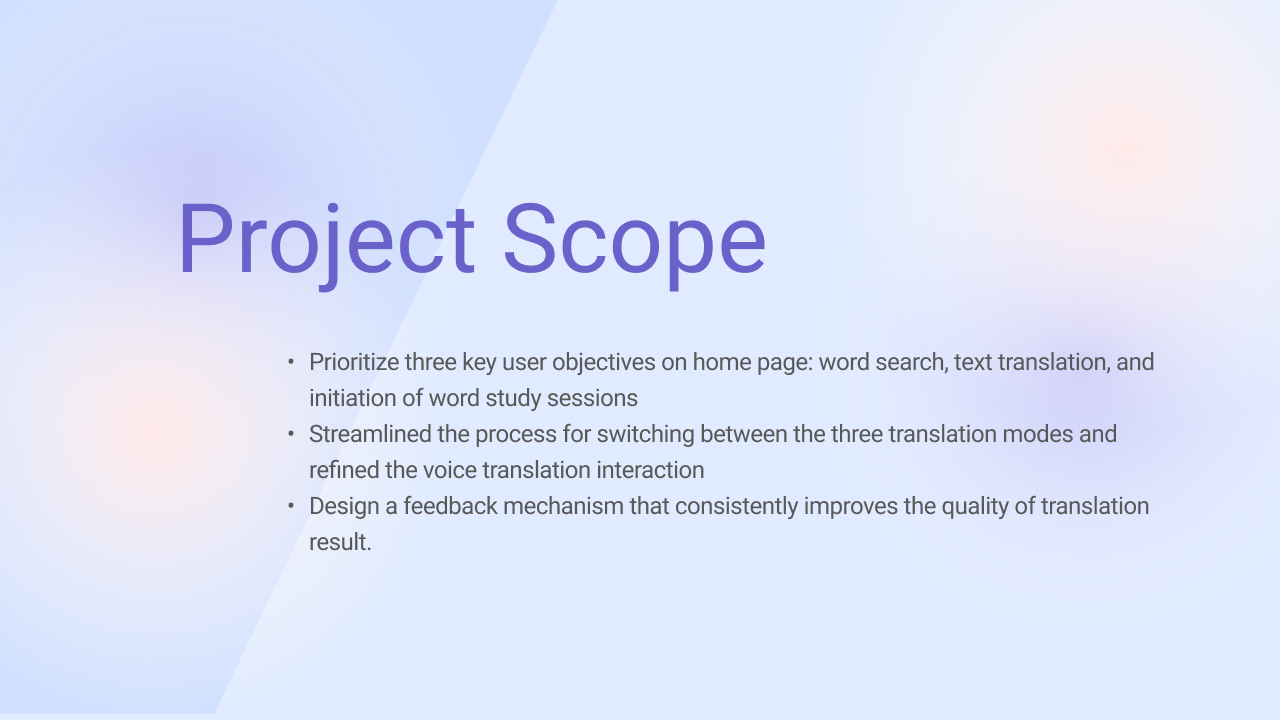 Project Scope
• Prioritize three key user objectives on home page: word search, text translation, and
initiation of word study sessions
• Streamlined the process for switching between the three translation modes and
refined the voice translation interaction
• Design a feedback mechanism that consistently improves the quality of translation
result.